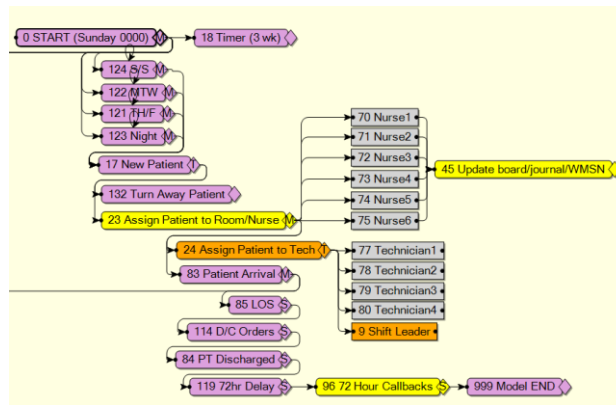 0 START (Sunday 0000) M
18 Timer (3 wk)
124 S/S M
122 MTW M
121 TH/F M
123 Night M
17 New Patient T
132 Turn Away Patient
23 Assign Patient to Room/Nurse M
70 Nurse1
71 Nurse2
72 Nurse3
73 Nurse4
74 Nurse5
75 Nurse6
45 Update board/journal/WMSN
24 Assign Patient to Tech T
77 Technician1
78 Technician2
79 Technician3
80 Technician4
9 Shift Leader
83 Patient Arrival M
85 LOS S
114 D/C Orders S
84 PT Discharged S
119 72hr Delay S
96 72 Hour Callbacks S
999 Model END